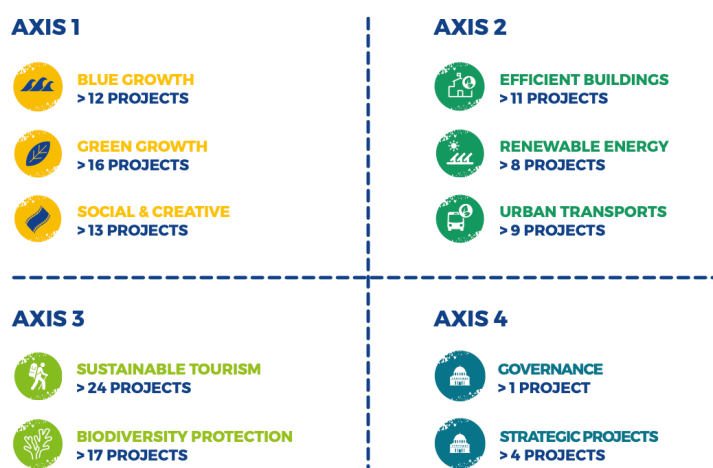 AXIS 1
BLUE GROWTH
> 12 PROJECTS
GREEN GROWTH
> 16 PROJECTS
SOCIAL & CREATIVE
> 13 PROJECTS
AXIS 2
EFFICIENT BUILDINGS
> 11 PROJECTS
RENEWABLE ENERGY
> 8 PROJECTS
URBAN TRANSPORTS
> 9 PROJECTS
AXIS 3
SUSTAINABLE TOURISM
> 24 PROJECTS
BIODIVERSITY PROTECTION
> 17 PROJECTS
AXIS 4
GOVERNANCE
> 1 PROJECT
STRATEGIC PROJECTS
> 4 PROJECTS